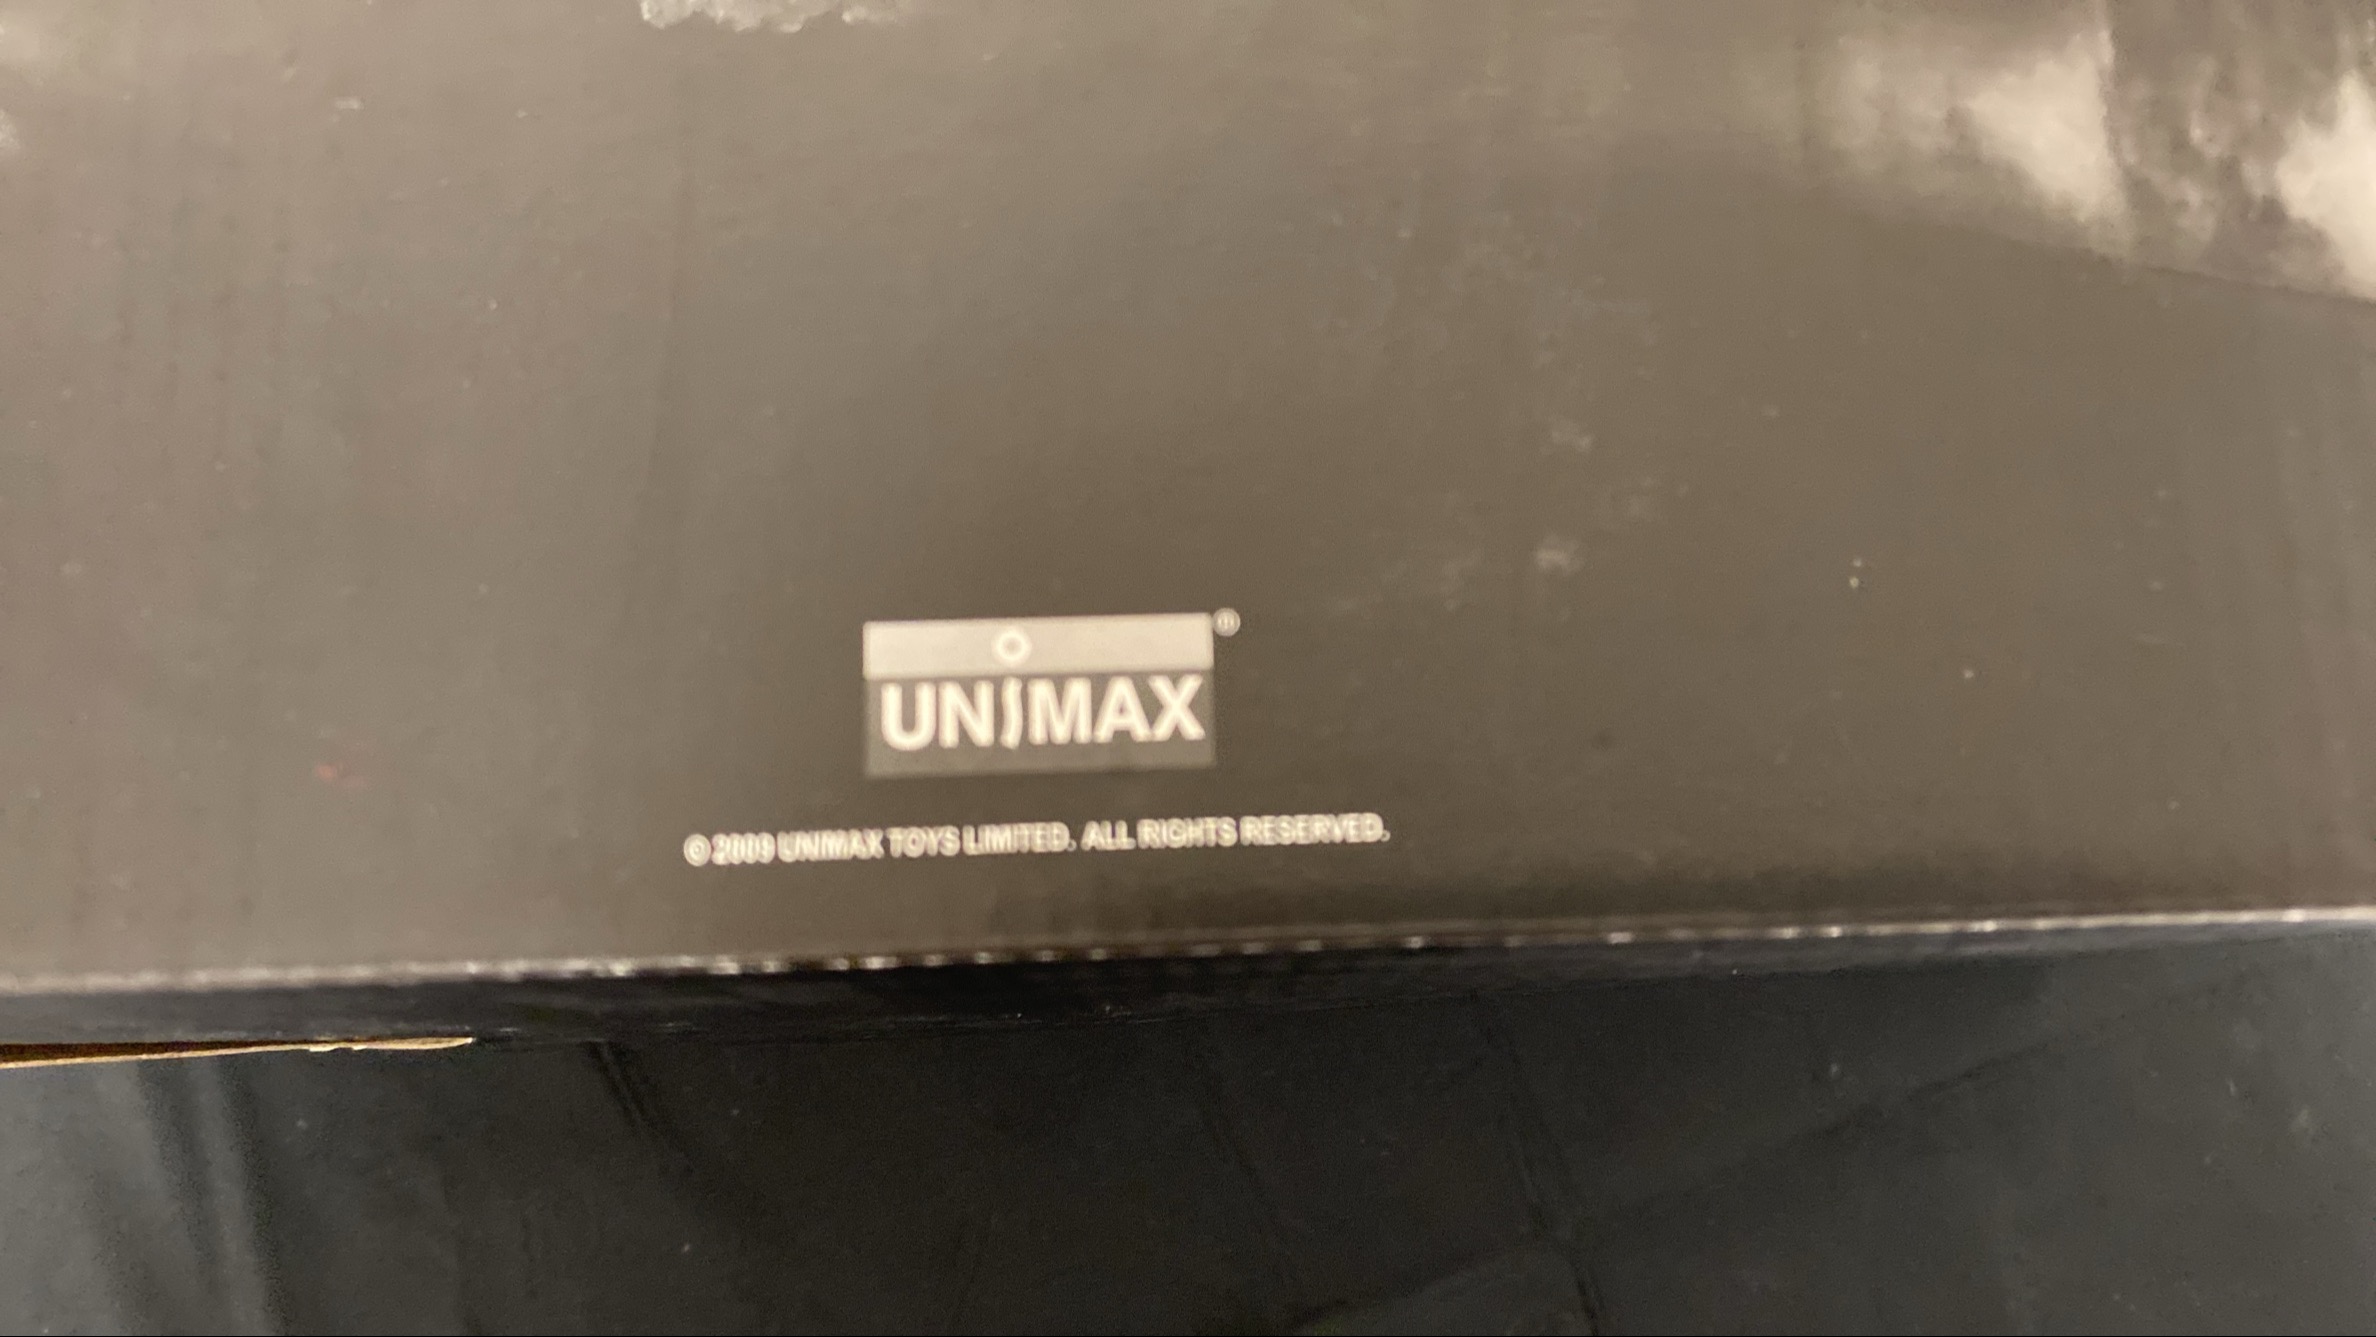 UNIMAX®
© 2009 UNIMAX TOYS LIMITED. ALL RIGHTS RESERVED.